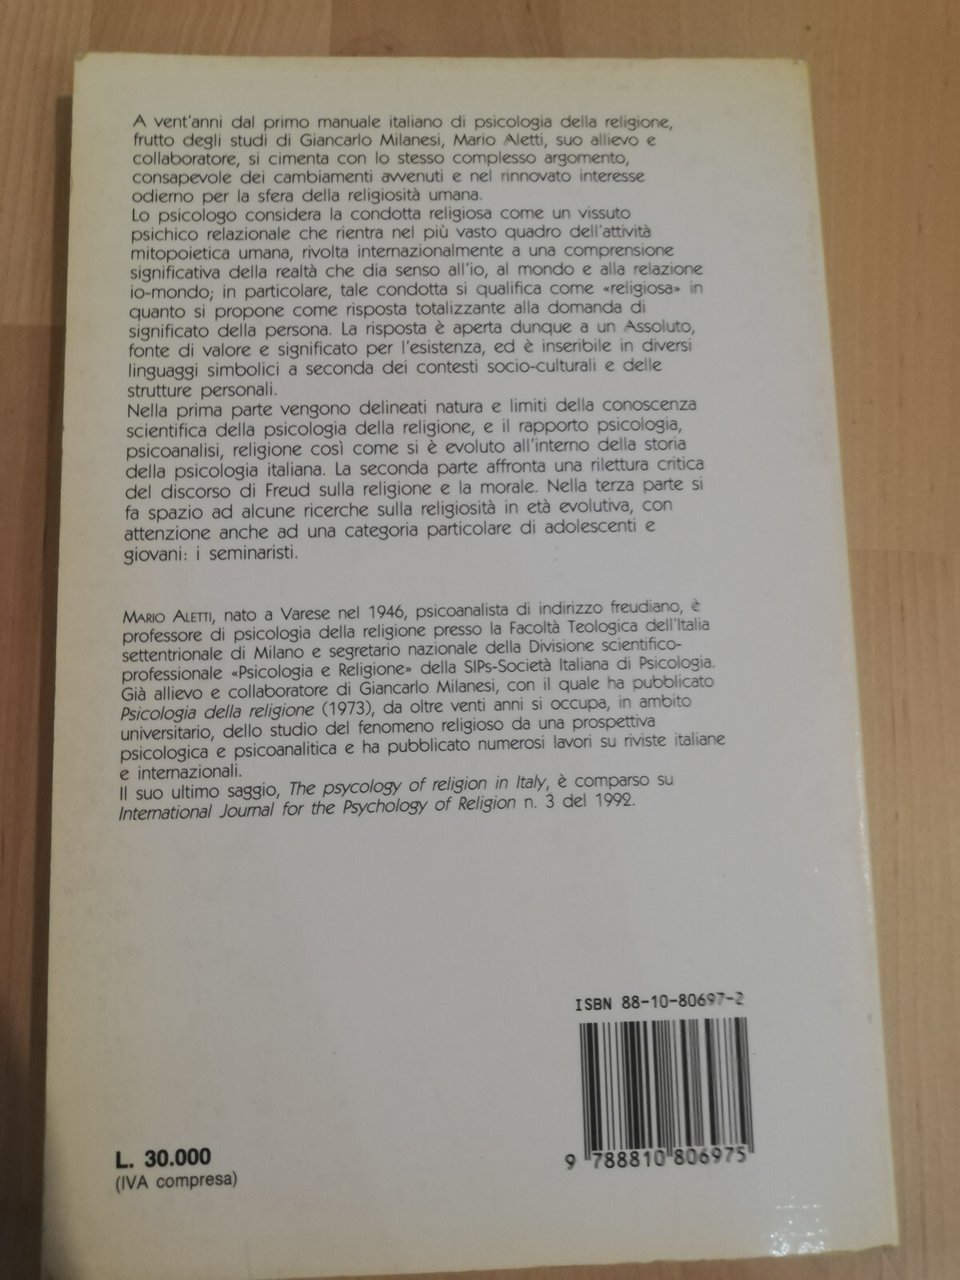 A vent'anni dal primo manuale italiano di psicologia della religione,
frutto degli studi di Giancarlo Milanesi, Mario Aletti, suo allievo e
collaboratore, si cimenta con lo stesso complesso argomento,
consapevole dei cambiamenti avvenuti e nel rinnovato interesse
odierno per la sfera della religiosità umana.
Lo psicologo considera la condotta religiosa come un vissuto
psichico relazionale che rientra nel più vasto quadro dell'attività
mitopoietica umana, rivolta internazionalmente a una comprensione
significativa della realtà che dia senso all'io, al mondo e alla relazione
io-mondo; in particolare, tale condotta si qualifica come «religiosa» in
quanto si propone come risposta totalizzante alla domanda di
significato della persona. La risposta è aperta dunque a un Assoluto,
fonte di valore e significato per l'esistenza, ed è inseribile in diversi
linguaggi simbolici a seconda dei contesti socio-culturali e delle
strutture personali.
Nella prima parte vengono delineati natura e limiti della conoscenza
scientifica della psicologia della religione, e il rapporto psicologia,
psicoanalisi, religione così come si è evoluto all'interno della storia
della psicologia italiana. La seconda parte affronta una rilettura critica
del discorso di Freud sulla religione e la morale. Nella terza parte si
fa spazio ad alcune ricerche sulla religiosità in età evolutiva, con
attenzione anche ad una categoria particolare di adolescenti e
giovani: i seminaristi.
MARIO ALETTI, nato a Varese nel 1946, psicoanalista di indirizzo freudiano, è
professore di psicologia della religione presso la Facoltà Teologica dell'Italia
settentrionale di Milano e segretario nazionale della Divisione scientifico-
professionale «Psicologia e Religione» della SIPs-Società Italiana di Psicologia.
Già allievo e collaboratore di Giancarlo Milanesi, con il quale ha pubblicato
Psicologia della religione (1973), da oltre venti anni si occupa, in ambito
universitario, dello studio del fenomeno religioso da una prospettiva
psicologica e psicoanalitica e ha pubblicato numerosi lavori su riviste italiane
e internazionali.
Il suo ultimo saggio, The psycology of religion in Italy, è comparso su
International Journal for the Psychology of Religion n. 3 del 1992.
ISBN 88-10-80697-2
9 788810 806975
L. 30.000
(IVA compresa)